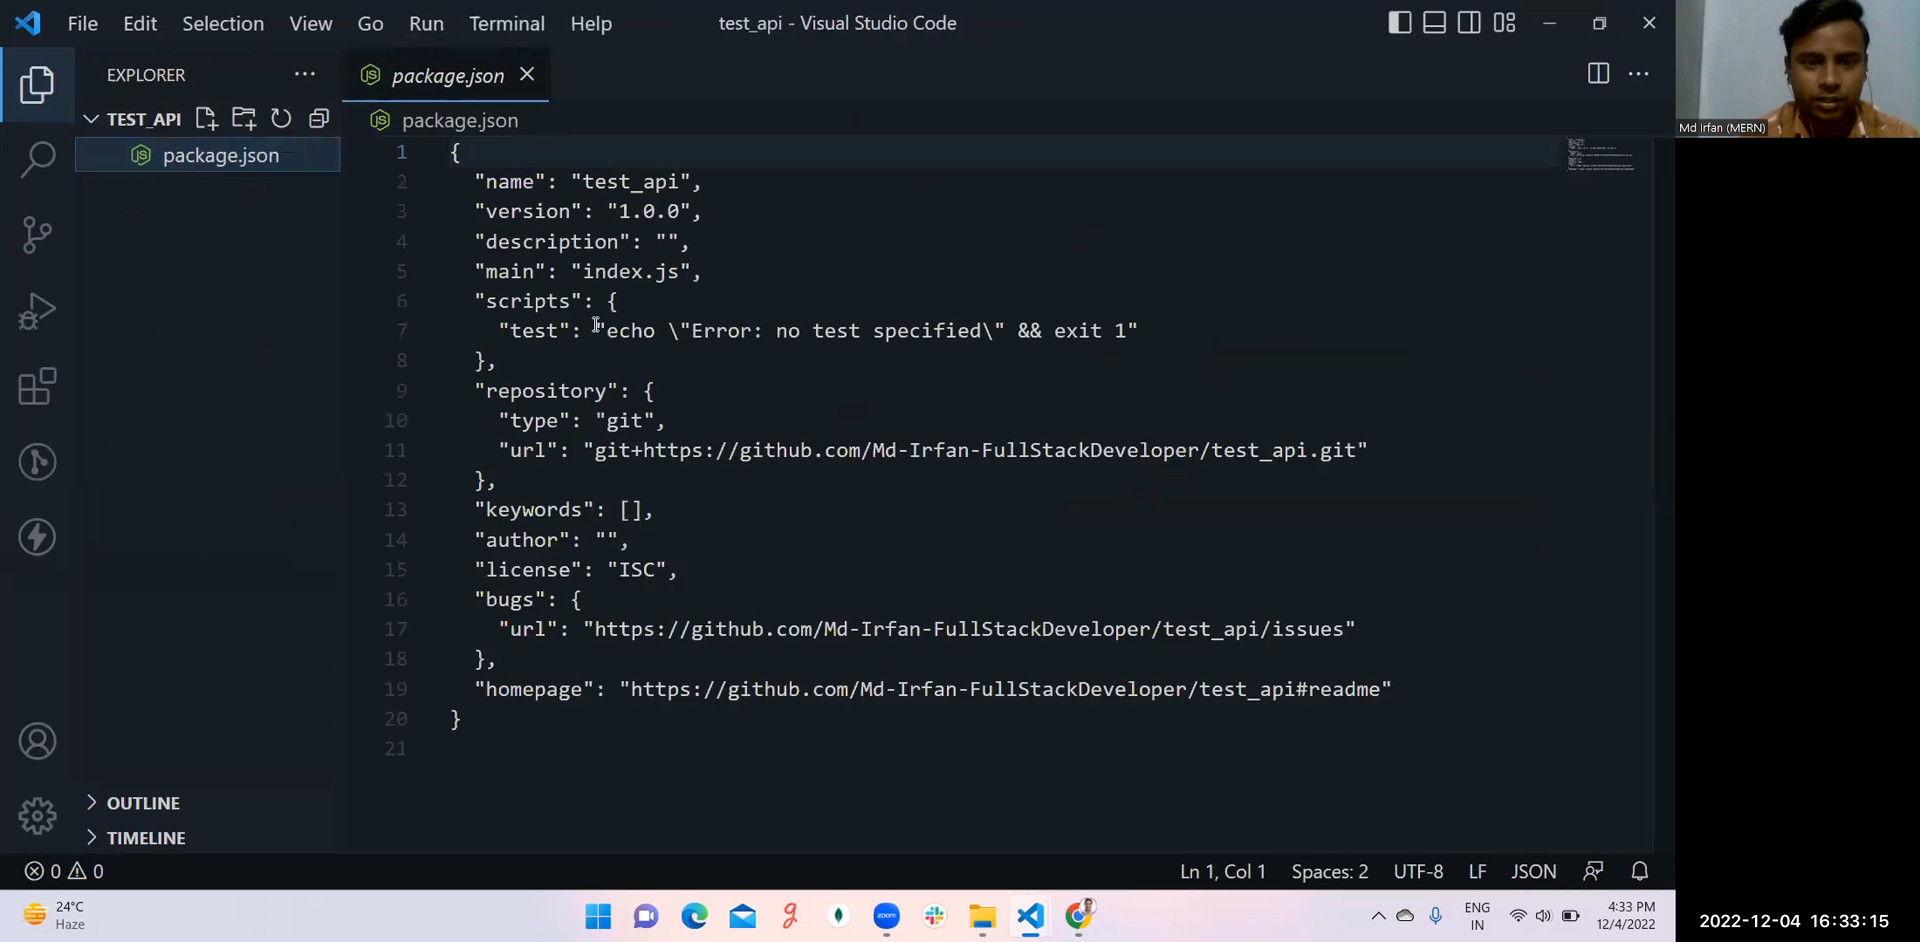 File Edit Selection View Go Run Terminal Help
test_api - Visual Studio Code
Md Irfan (MERN)
EXPLORER
package.json
TEST_API
package.json
package.json
1 {
2 "name": "test_api",
3 "version": "1.0.0",
4 "description": "",
5 "main": "index.js",
6 "scripts": {
7 "test": "echo \"Error: no test specified\" && exit 1"
8 },
9 "repository": {
10 "type": "git",
11 "url": "git+https://github.com/Md-Irfan-FullStackDeveloper/test_api.git"
12 },
13 "keywords": [],
14 "author": "",
15 "license": "ISC",
16 "bugs": {
17 "url": "https://github.com/Md-Irfan-FullStackDeveloper/test_api/issues"
18 },
19 "homepage": "https://github.com/Md-Irfan-FullStackDeveloper/test_api#readme"
20 }
21
OUTLINE
TIMELINE
0 0
Ln 1, Col 1 Spaces: 2 UTF-8 LF JSON
24°C
Haze
zoom
ENG
IN
4:33 PM
12/4/2022
2022-12-04 16:33:15